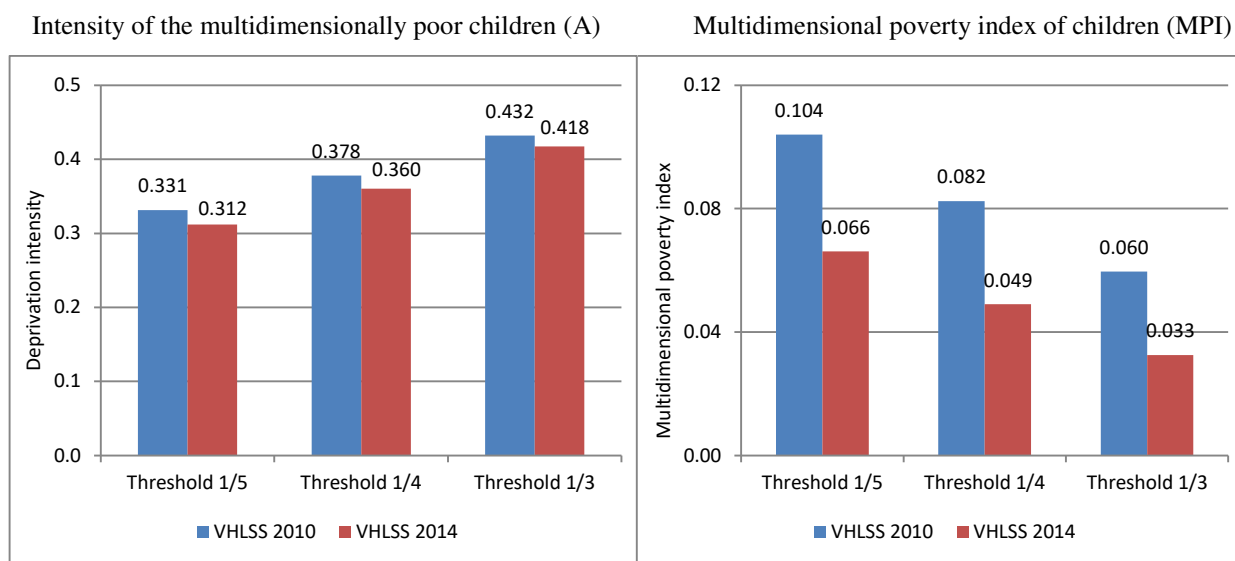 Intensity of the multidimensionally poor children (A)
0.5
0.4
0.3
0.2
0.1
0.0
Deprivation intensity
0.331
0.312
0.378
0.360
0.432
0.418
Threshold 1/5
Threshold 1/4
Threshold 1/3
VHLSS 2010
VHLSS 2014
Multidimensional poverty index of children (MPI)
0.12
0.08
0.04
0.00
Multidimensional poverty index
0.104
0.066
0.082
0.049
0.060
0.033
Threshold 1/5
Threshold 1/4
Threshold 1/3
VHLSS 2010
VHLSS 2014